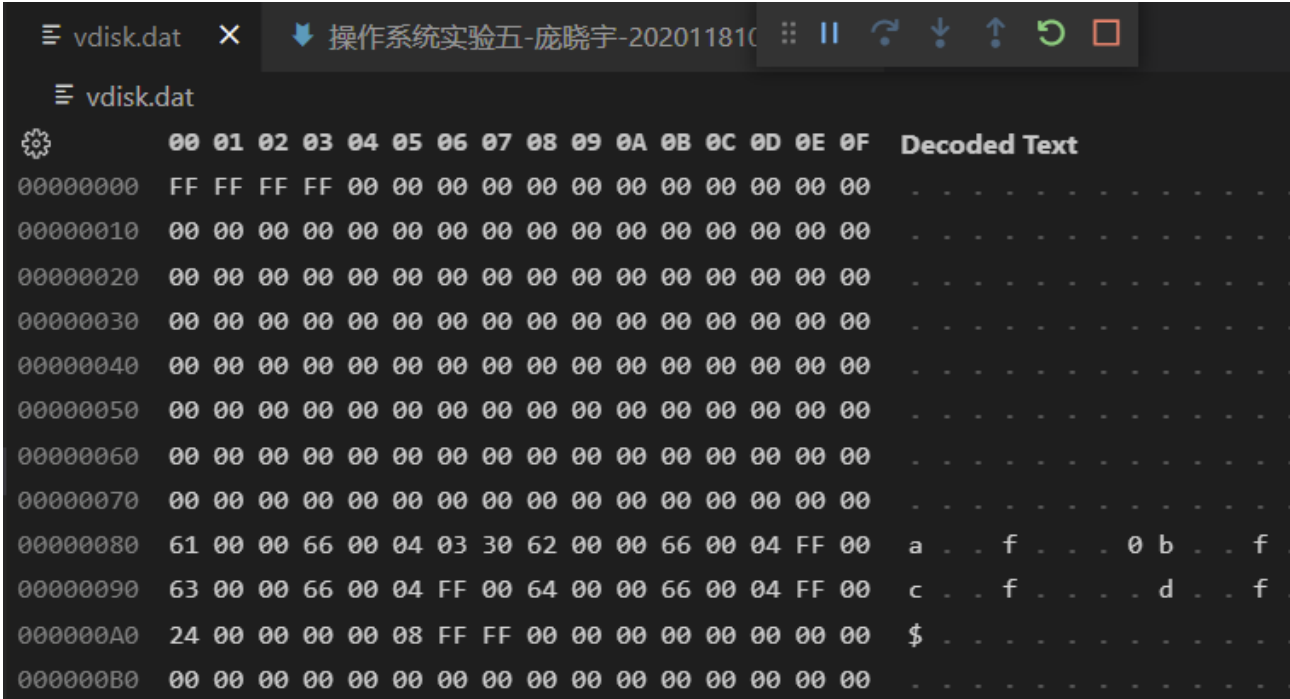 vdisk.dat 操作系统实验五-庞晓宇-202011810
vdisk.dat
00 01 02 03 04 05 06 07 08 09 0A 0B 0C 0D 0E 0F Decoded Text
00000000 FF FF FF FF 00 00 00 00 00 00 00 00 00 00 00 00 . . . . . . . . . . . . .
00000010 00 00 00 00 00 00 00 00 00 00 00 00 00 00 00 00 . . . . . . . . . . . . .
00000020 00 00 00 00 00 00 00 00 00 00 00 00 00 00 00 00 . . . . . . . . . . . . .
00000030 00 00 00 00 00 00 00 00 00 00 00 00 00 00 00 00 . . . . . . . . . . . . .
00000040 00 00 00 00 00 00 00 00 00 00 00 00 00 00 00 00 . . . . . . . . . . . . .
00000050 00 00 00 00 00 00 00 00 00 00 00 00 00 00 00 00 . . . . . . . . . . . . .
00000060 00 00 00 00 00 00 00 00 00 00 00 00 00 00 00 00 . . . . . . . . . . . . .
00000070 00 00 00 00 00 00 00 00 00 00 00 00 00 00 00 00 . . . . . . . . . . . . .
00000080 61 00 00 66 00 04 03 30 62 00 00 66 00 04 FF 00 a . . f . . . 0 b . . f .
00000090 63 00 00 66 00 04 FF 00 64 00 00 66 00 04 FF 00 c . . f . . . . d . . f .
000000A0 24 00 00 00 00 08 FF FF 00 00 00 00 00 00 00 00 $ . . . . . . . . . . . .
000000B0 00 00 00 00 00 00 00 00 00 00 00 00 00 00 00 00 . . . . . . . . . . . . .